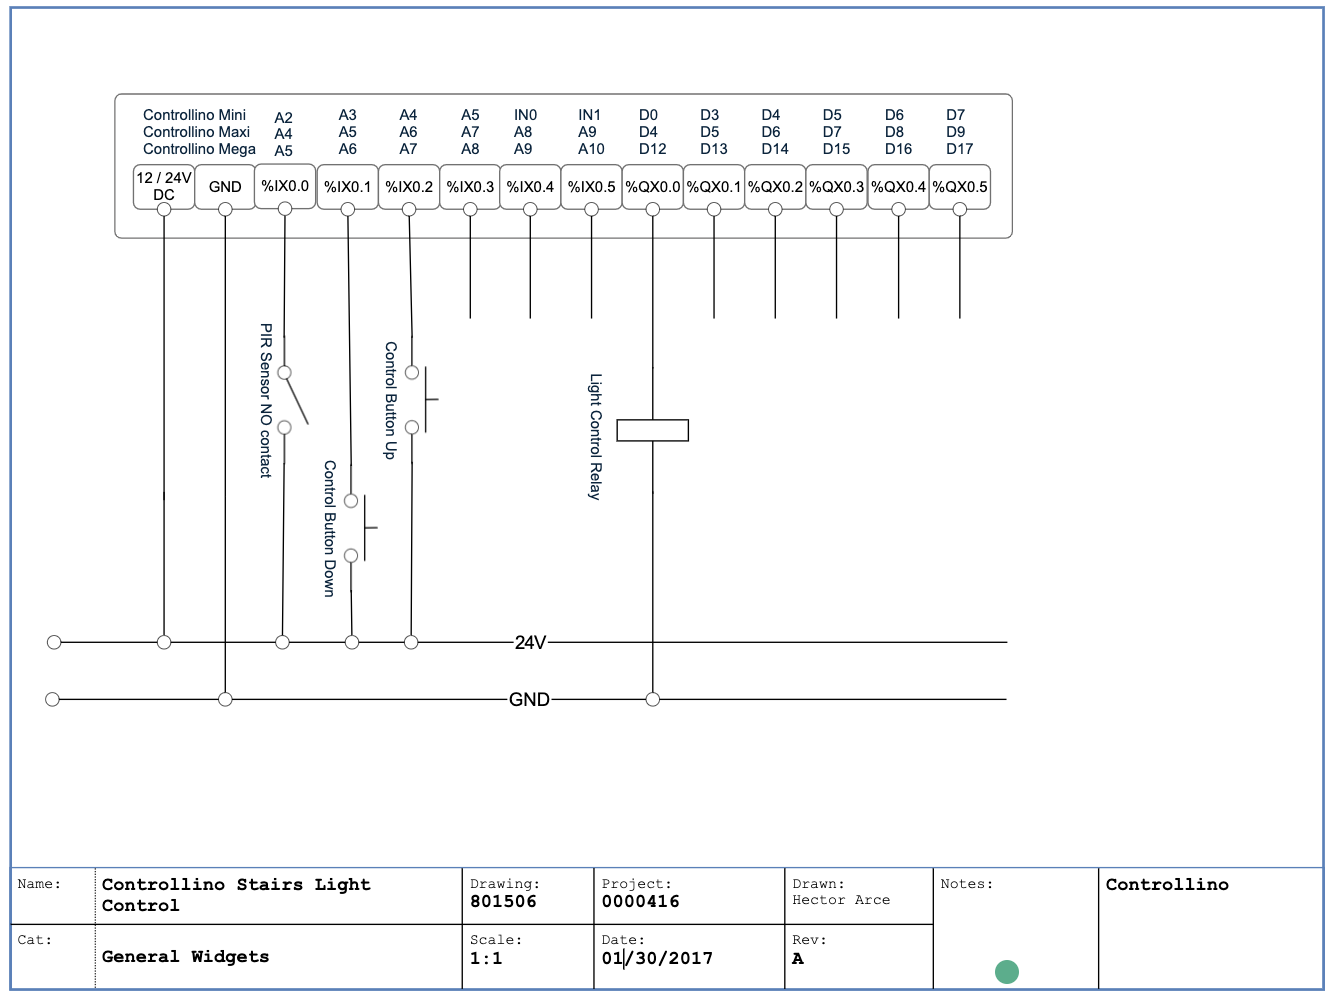 Controllino Mini A2 A3 A4 A5 IN0 IN1 D0 D3 D4 D5 D6 D7
Controllino Maxi A4 A5 A6 A7 A8 A9 D4 D5 D6 D7 D8 D9
Controllino Mega A5 A6 A7 A8 A9 A10 D12 D13 D14 D15 D16 D17
12 / 24V
DC
GND
%IX0.0
%IX0.1
%IX0.2
%IX0.3
%IX0.4
%IX0.5
%QX0.0
%QX0.1
%QX0.2
%QX0.3
%QX0.4
%QX0.5
PIR Sensor NO contact
Control Button Down
Control Button Up
Light Control Relay
24V
GND
Name:
Controllino Stairs Light
Control
Drawing:
801506
Project:
0000416
Drawn:
Hector Arce
Notes:
Controllino
Cat:
General Widgets
Scale:
1:1
Date:
01/30/2017
Rev:
A